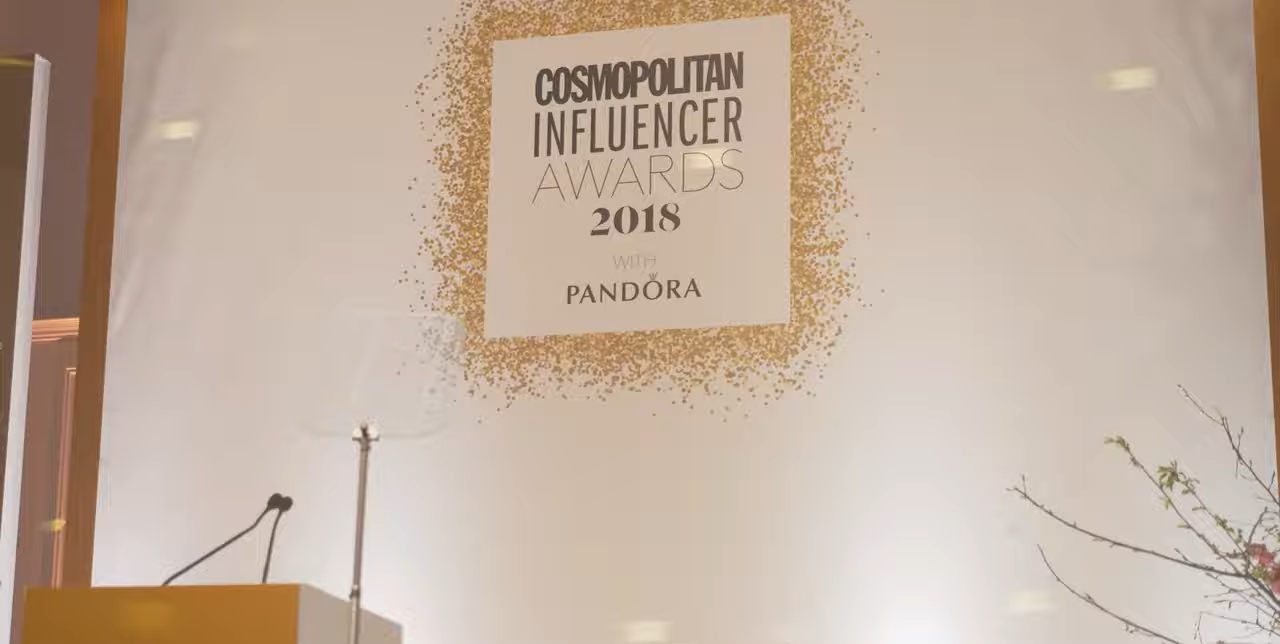 COSMOPOLITAN
INFLUENCER
AWARDS
2018
WITH
PANDORA